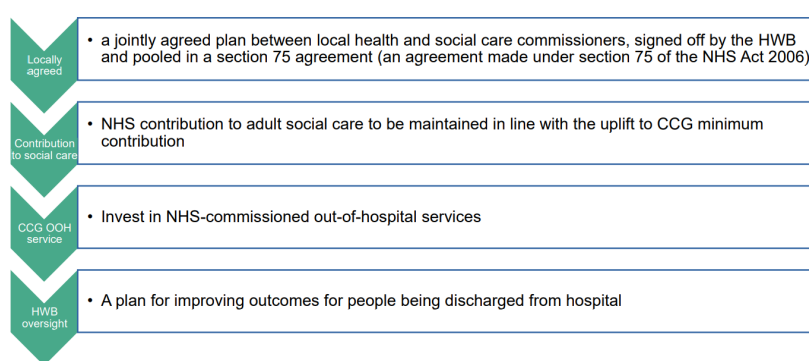 Locally
agreed
• a jointly agreed plan between local health and social care commissioners, signed off by the HWB
and pooled in a section 75 agreement (an agreement made under section 75 of the NHS Act 2006)
Contribution
to social care
• NHS contribution to adult social care to be maintained in line with the uplift to CCG minimum
contribution
CCG OOH
service
• Invest in NHS-commissioned out-of-hospital services
HWB
oversight
• A plan for improving outcomes for people being discharged from hospital